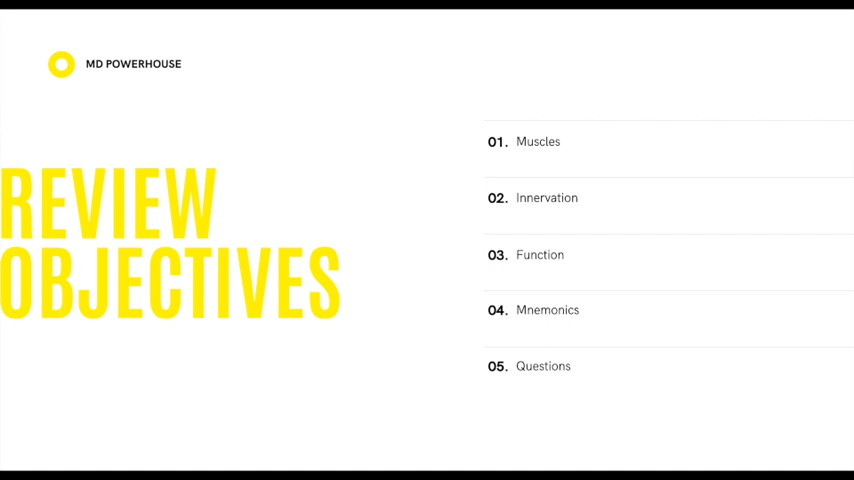 MD POWERHOUSE
REVIEW
OBJECTIVES
01. Muscles
02. Innervation
03. Function
04. Mnemonics
05. Questions